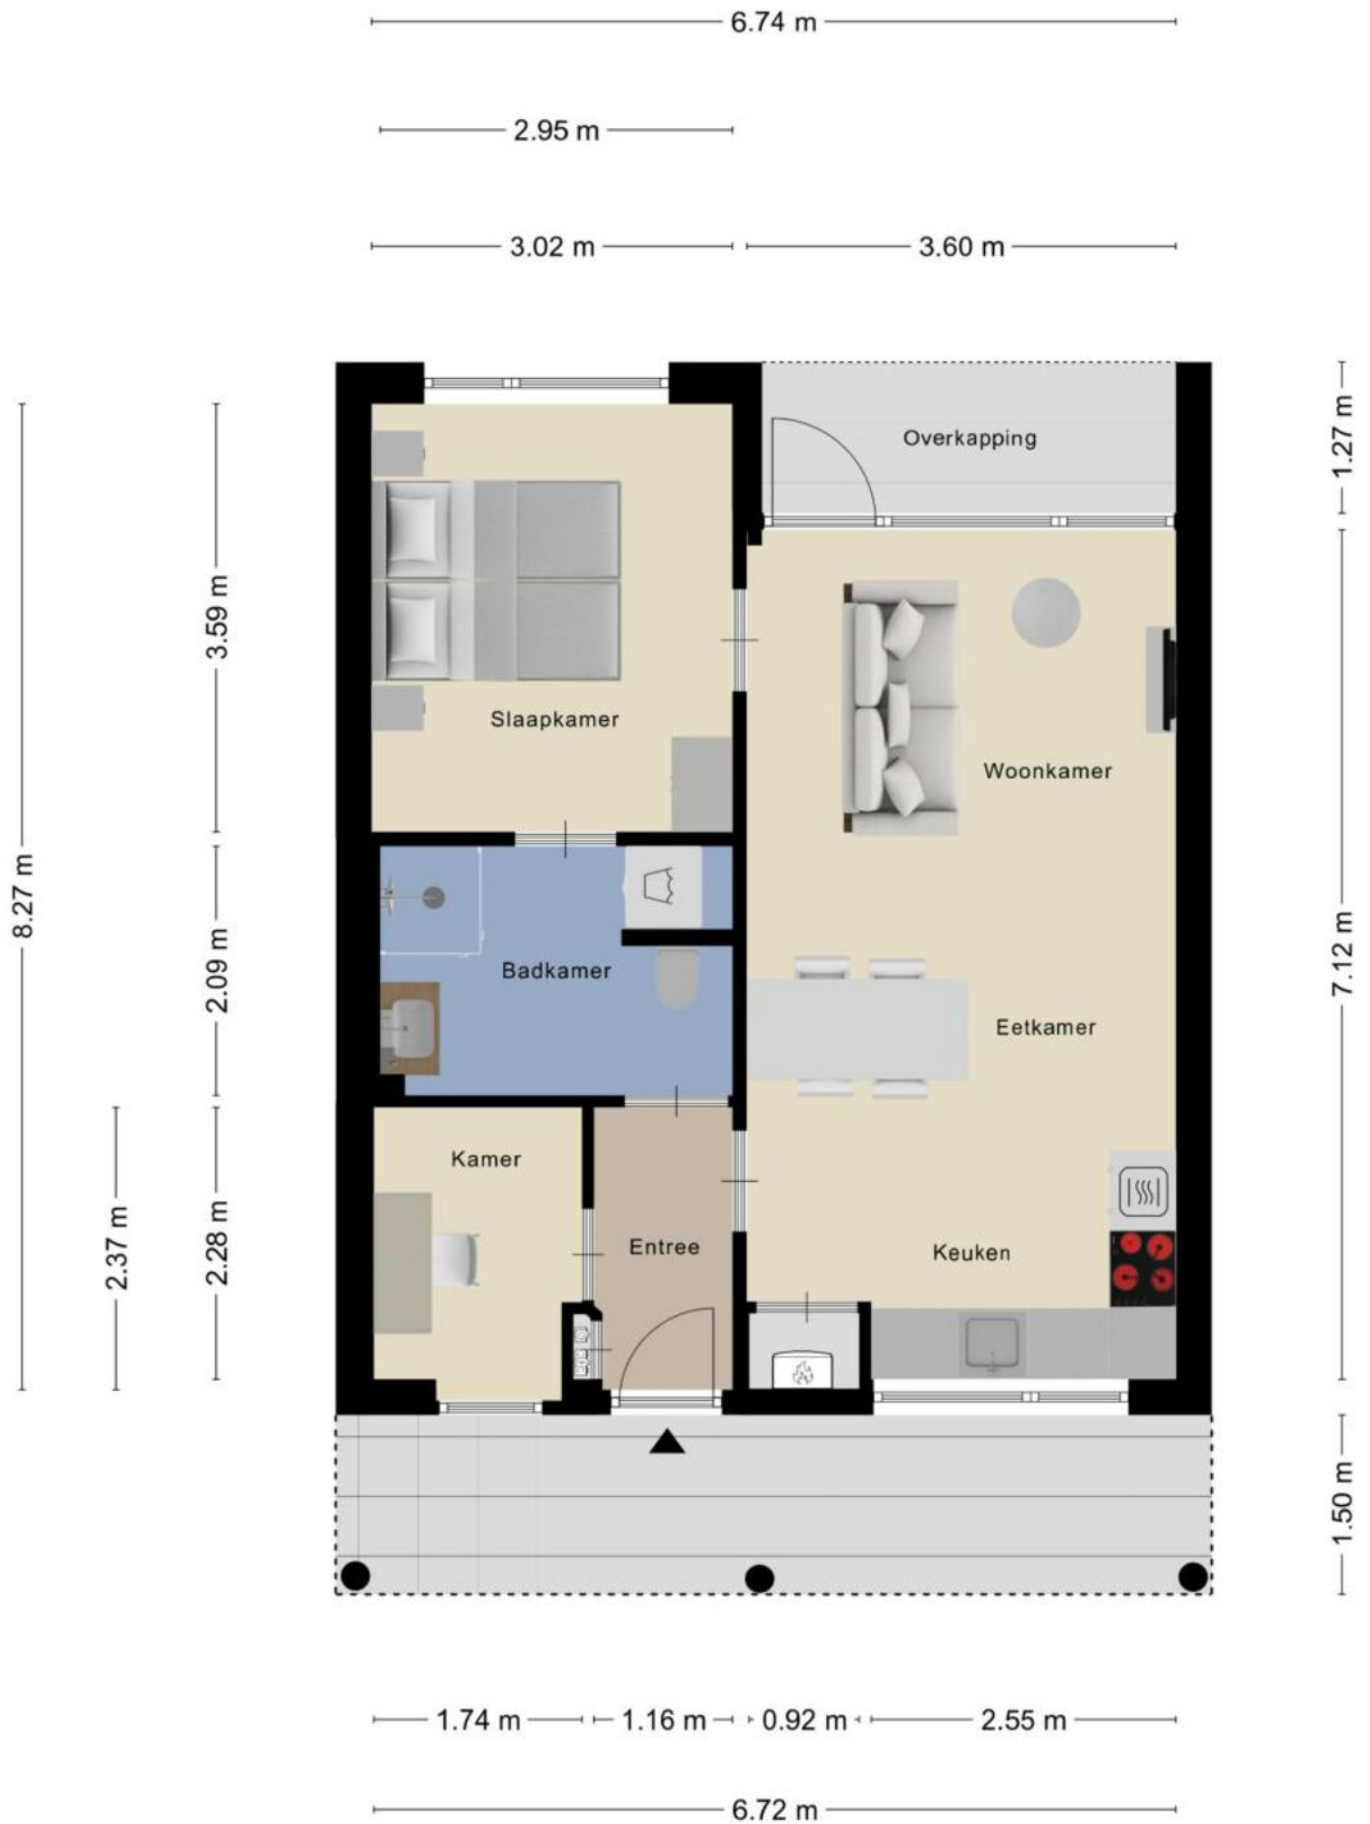 6.74 m
2.95 m
3.02 m
3.60 m
Overkapping
1.27 m
3.59 m
Slaapkamer
Woonkamer
8.27 m
2.09 m
Badkamer
7.12 m
Eetkamer
Kamer
2.37 m
2.28 m
Entree
Keuken
1.50 m
1.74 m
1.16 m
0.92 m
2.55 m
6.72 m